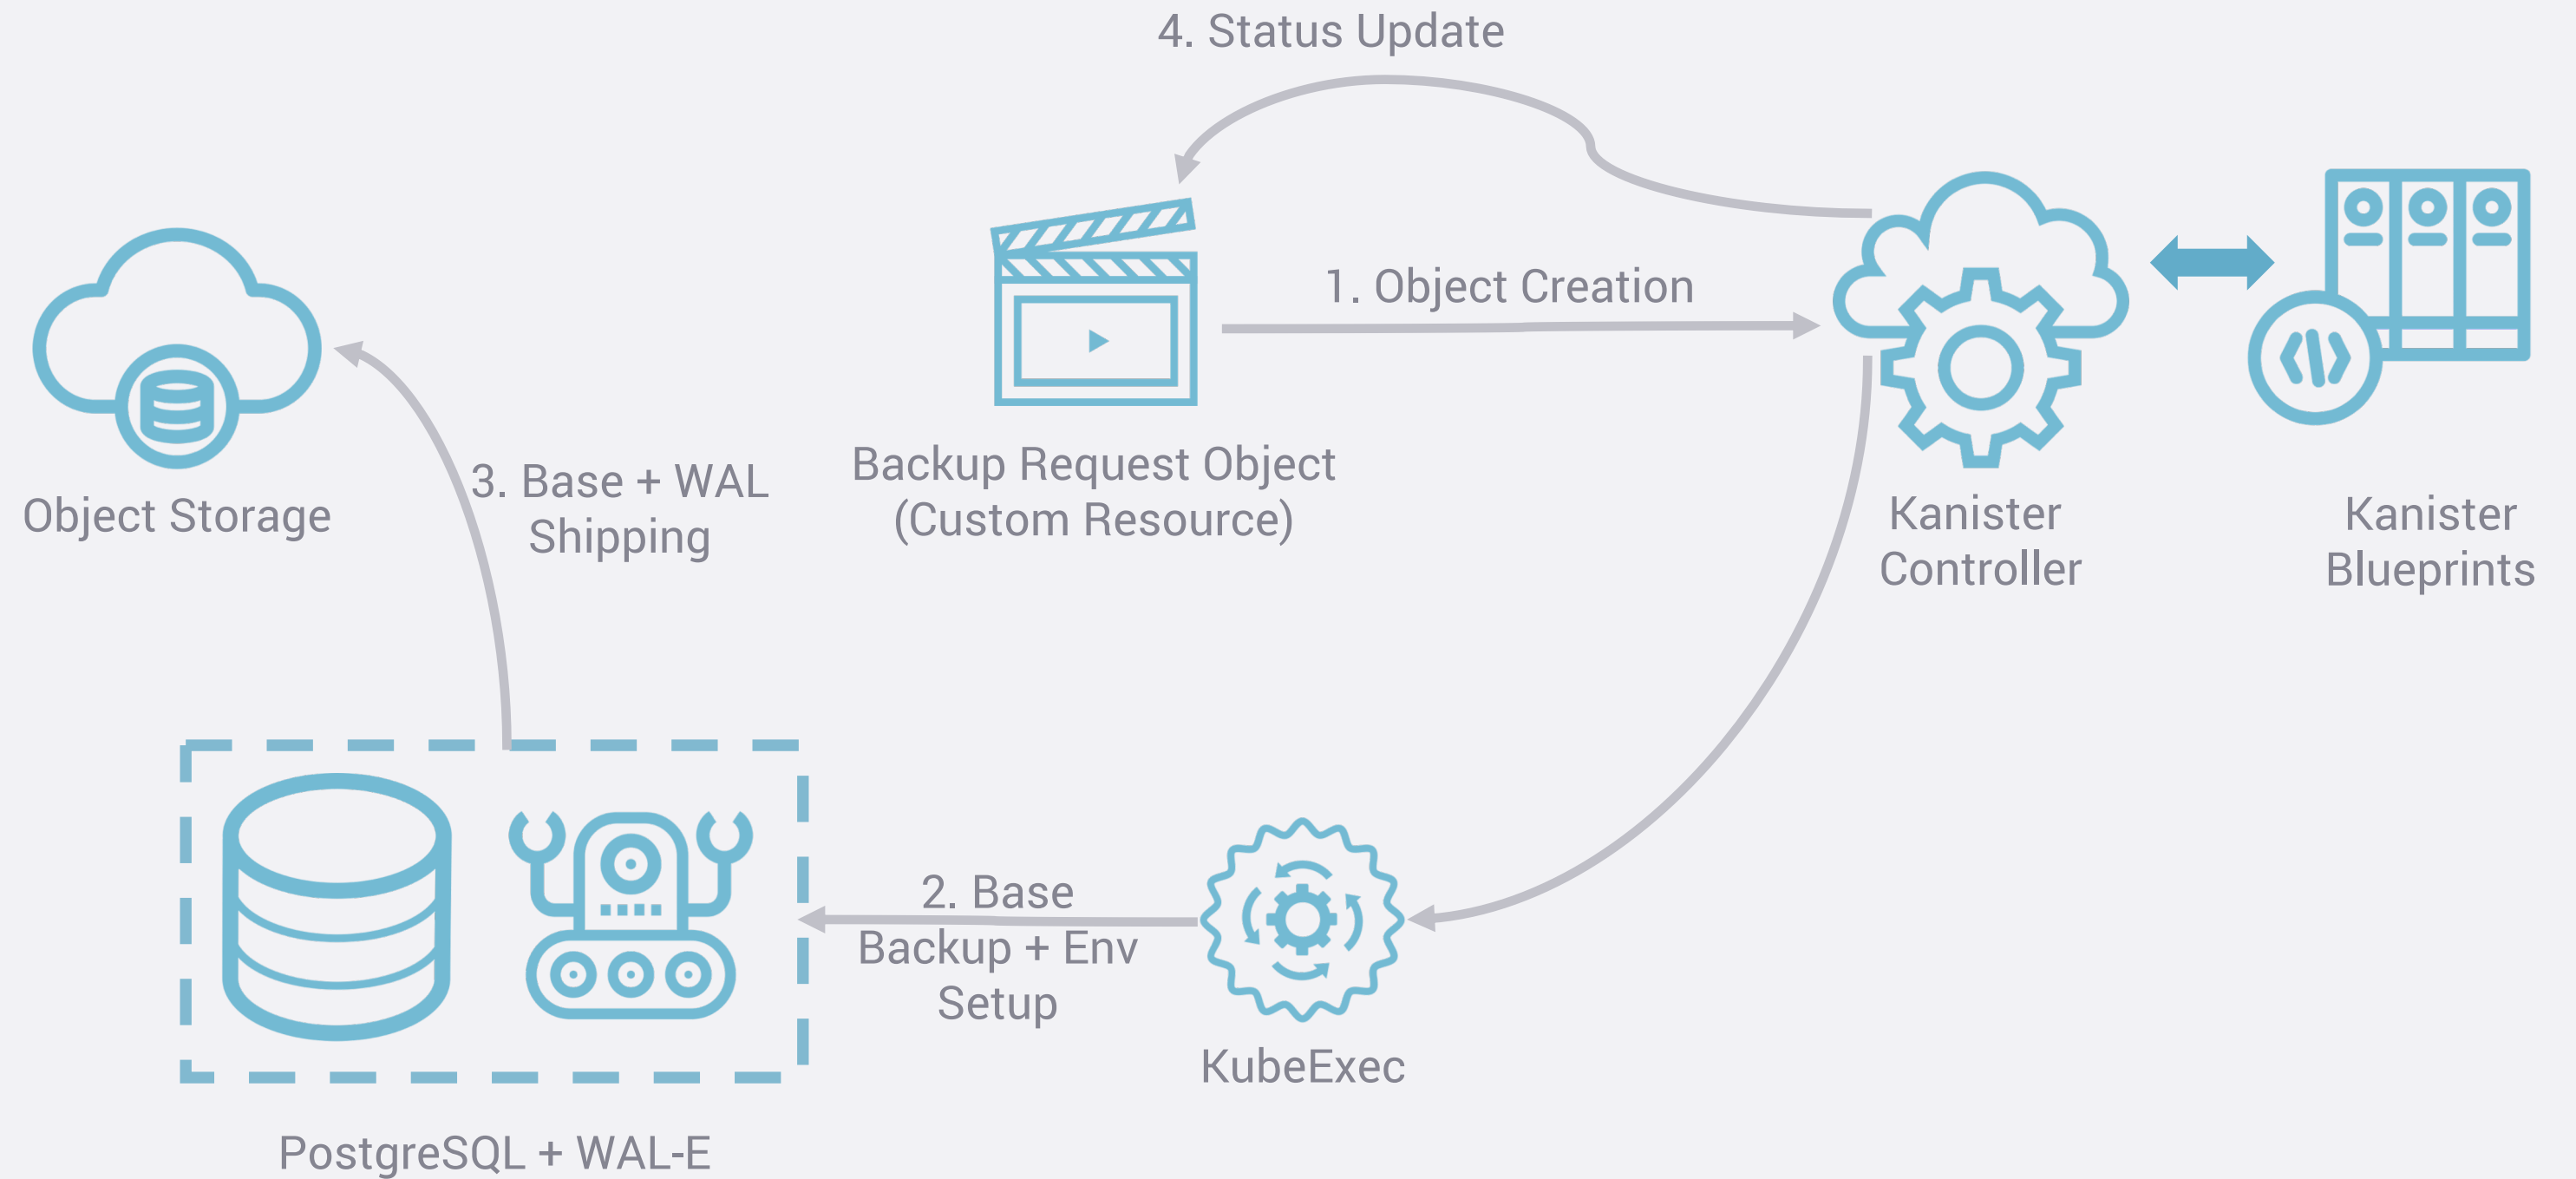 4. Status Update
1. Object Creation
Backup Request Object
(Custom Resource)
Kanister
Controller
Kanister
Blueprints
Object Storage
3. Base + WAL
Shipping
2. Base
Backup + Env
Setup
KubeExec
PostgreSQL + WAL-E